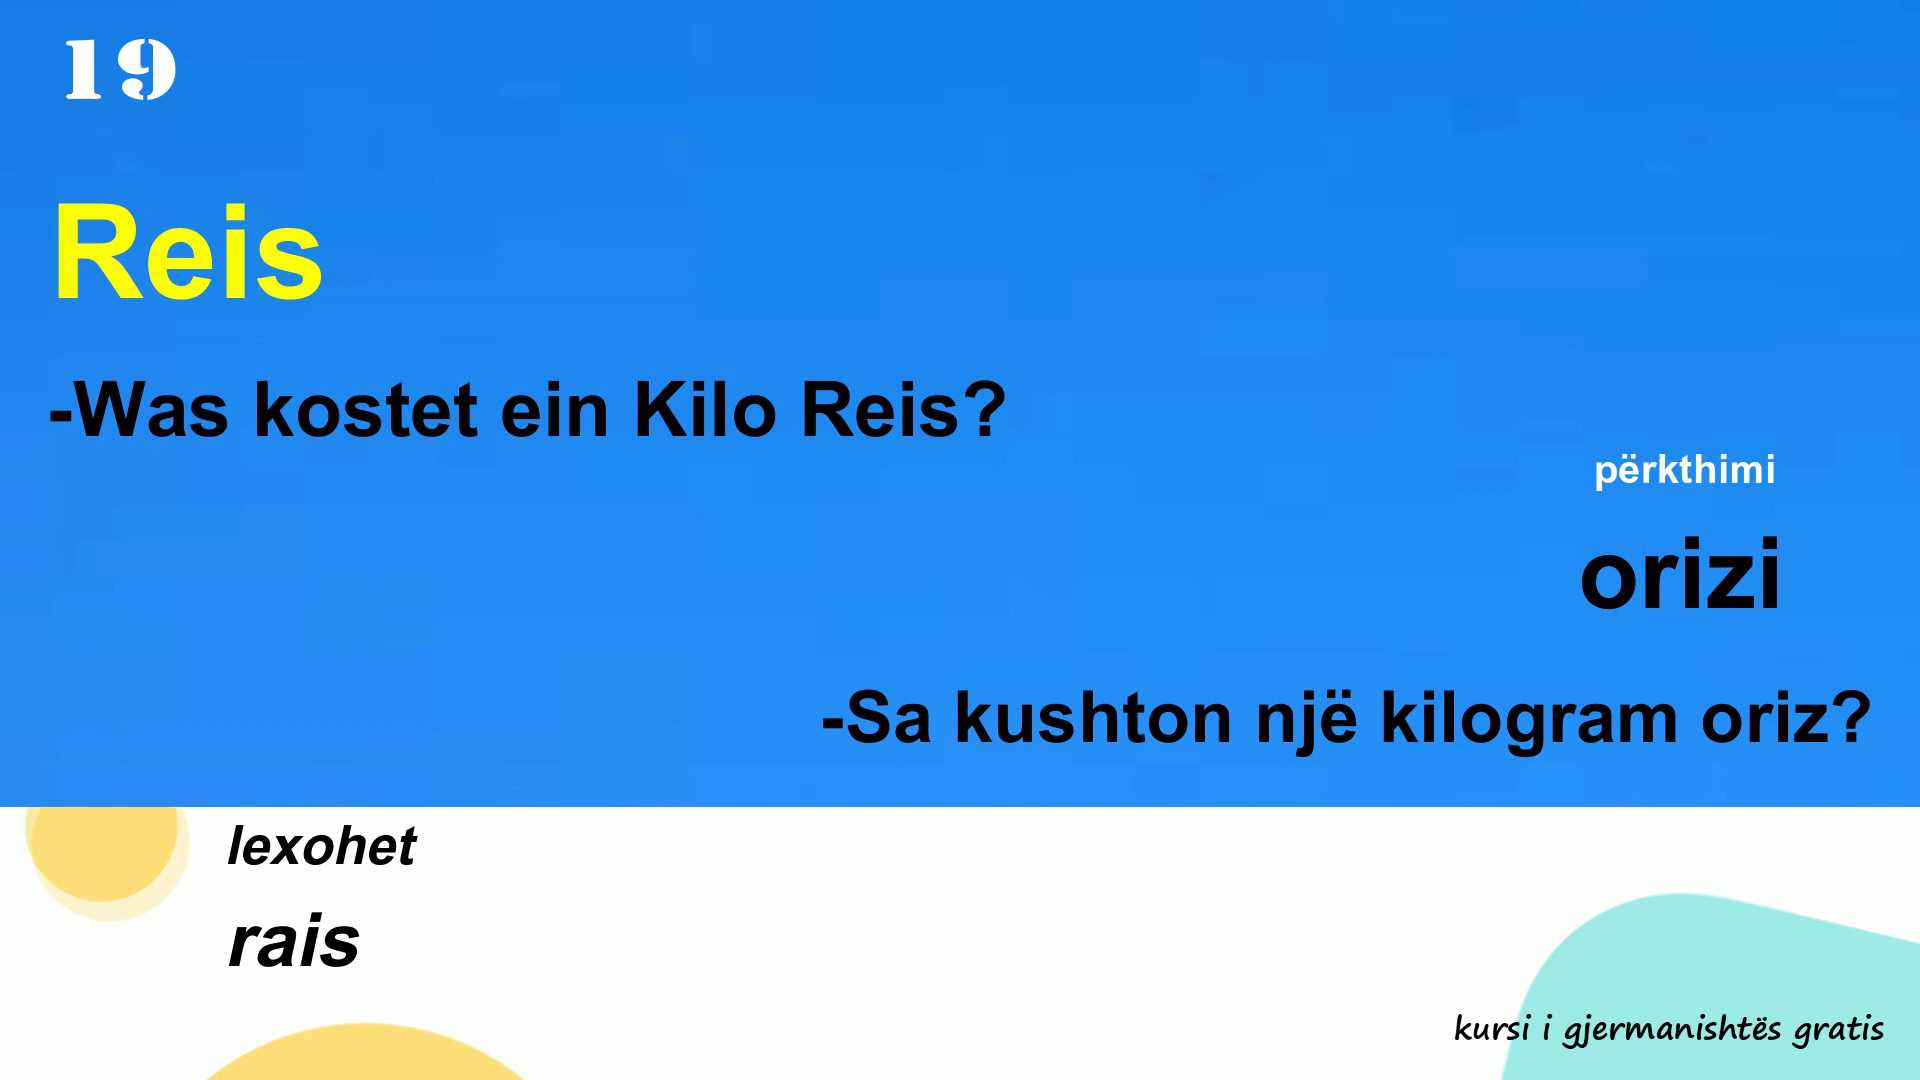 19
Reis
-Was kostet ein Kilo Reis?
përkthimi
orizi
-Sa kushton një kilogram oriz?
lexohet
rais
kursi i gjermanishtës gratis